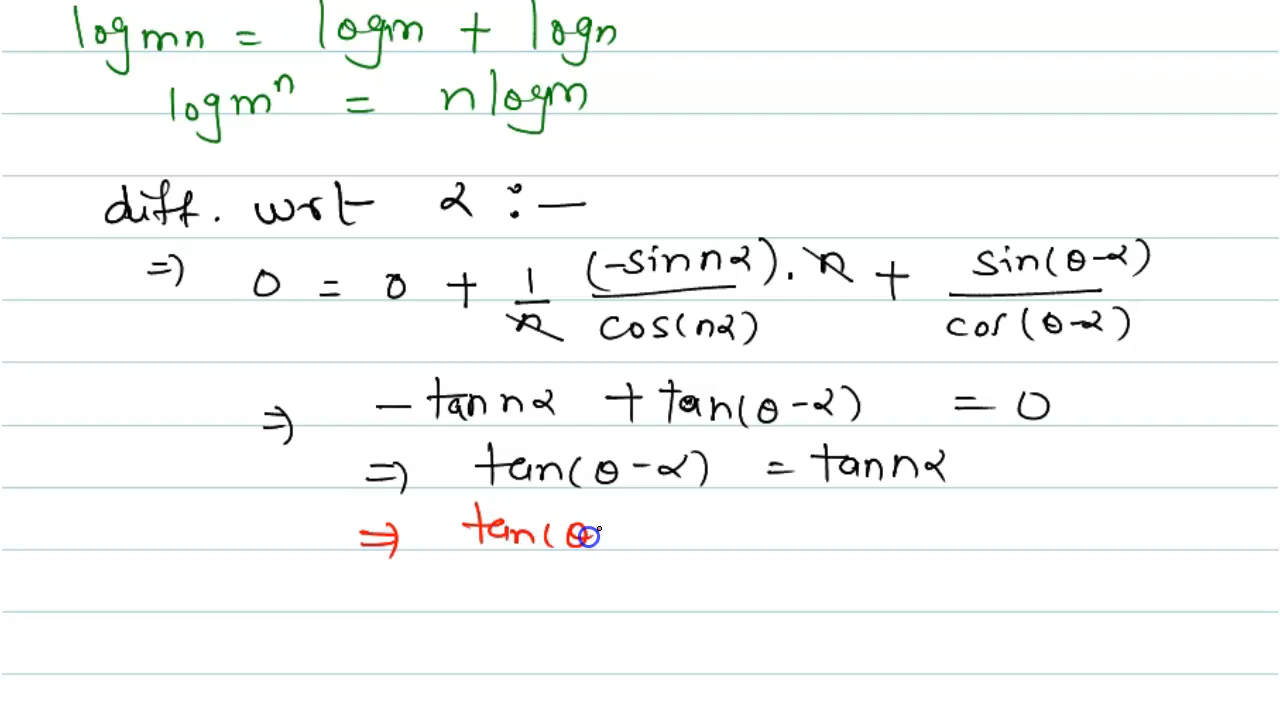 log mn = log m + log n
log mⁿ = n log m
diff. wrt α :—
⇒ 0 = 0 + 1/n (-sin nα)/cos(nα) . n + sin(θ-α)/cos(θ-α)
⇒ - tan nα + tan(θ-α) = 0
⇒ tan(θ-α) = tan nα
⇒ tan(θ